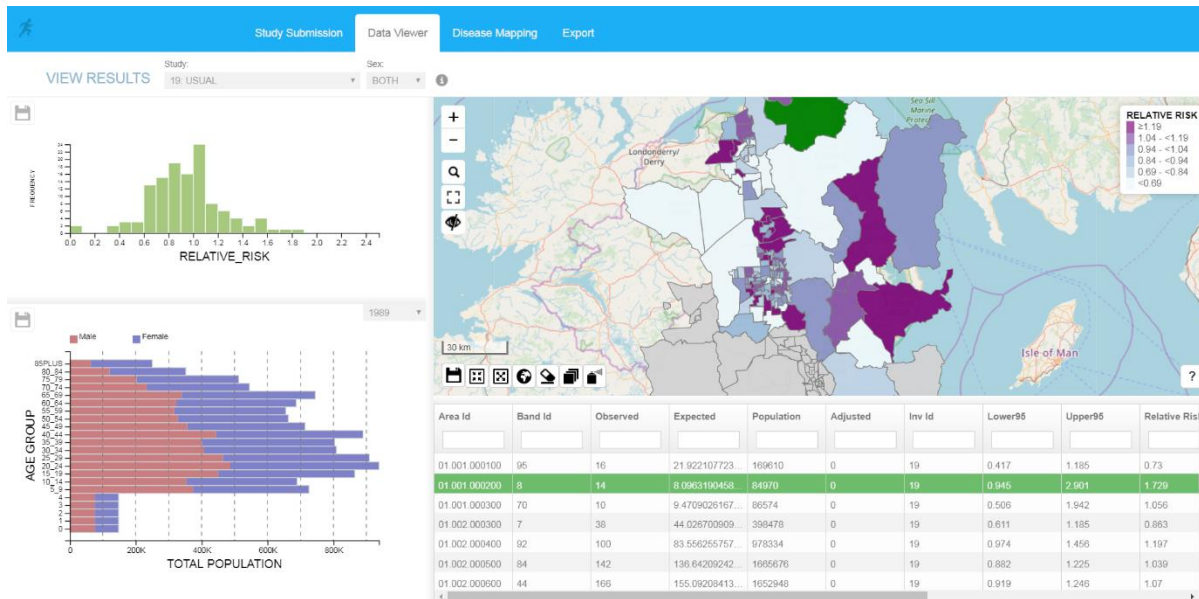 Study Submission Data Viewer Disease Mapping Export
VIEW RESULTS
Study:
19: USUAL
Sex:
BOTH
FREQUENCY
0.0 0.2 0.4 0.6 0.8 1.0 1.2 1.4 1.6 1.8 2.0 2.2 2.4
RELATIVE_RISK
1989
Male Female
AGE GROUP
85PLUS
80_84
75_79
70_74
65_69
60_64
55_59
50_54
45_49
40_44
35_39
30_34
25_29
20_24
15_19
10_14
5_9
4
3
2
1
0
0 200K 400K 600K 800K
TOTAL POPULATION
+
−
Londonderry/
Derry
Isle of Man
30 km
?
RELATIVE RISK
≥1.19
1.04 - <1.19
0.94 - <1.04
0.84 - <0.94
0.69 - <0.84
<0.69
Area Id Band Id Observed Expected Population Adjusted Inv Id Lower95 Upper95 Relative Ris
01.001.000100 95 16 21.922107723... 169610 0 19 0.417 1.185 0.73
01.001.000200 8 14 8.0963190458... 84970 0 19 0.945 2.901 1.729
01.001.000300 70 10 9.4709026167... 86574 0 19 0.506 1.942 1.056
01.002.000300 7 38 44.026700909... 398478 0 19 0.611 1.185 0.863
01.002.000400 92 100 83.556255757... 978334 0 19 0.974 1.456 1.197
01.002.000500 84 142 136.64209242... 1665676 0 19 0.882 1.225 1.039
01.002.000600 44 166 155.09208413... 1652948 0 19 0.919 1.246 1.07